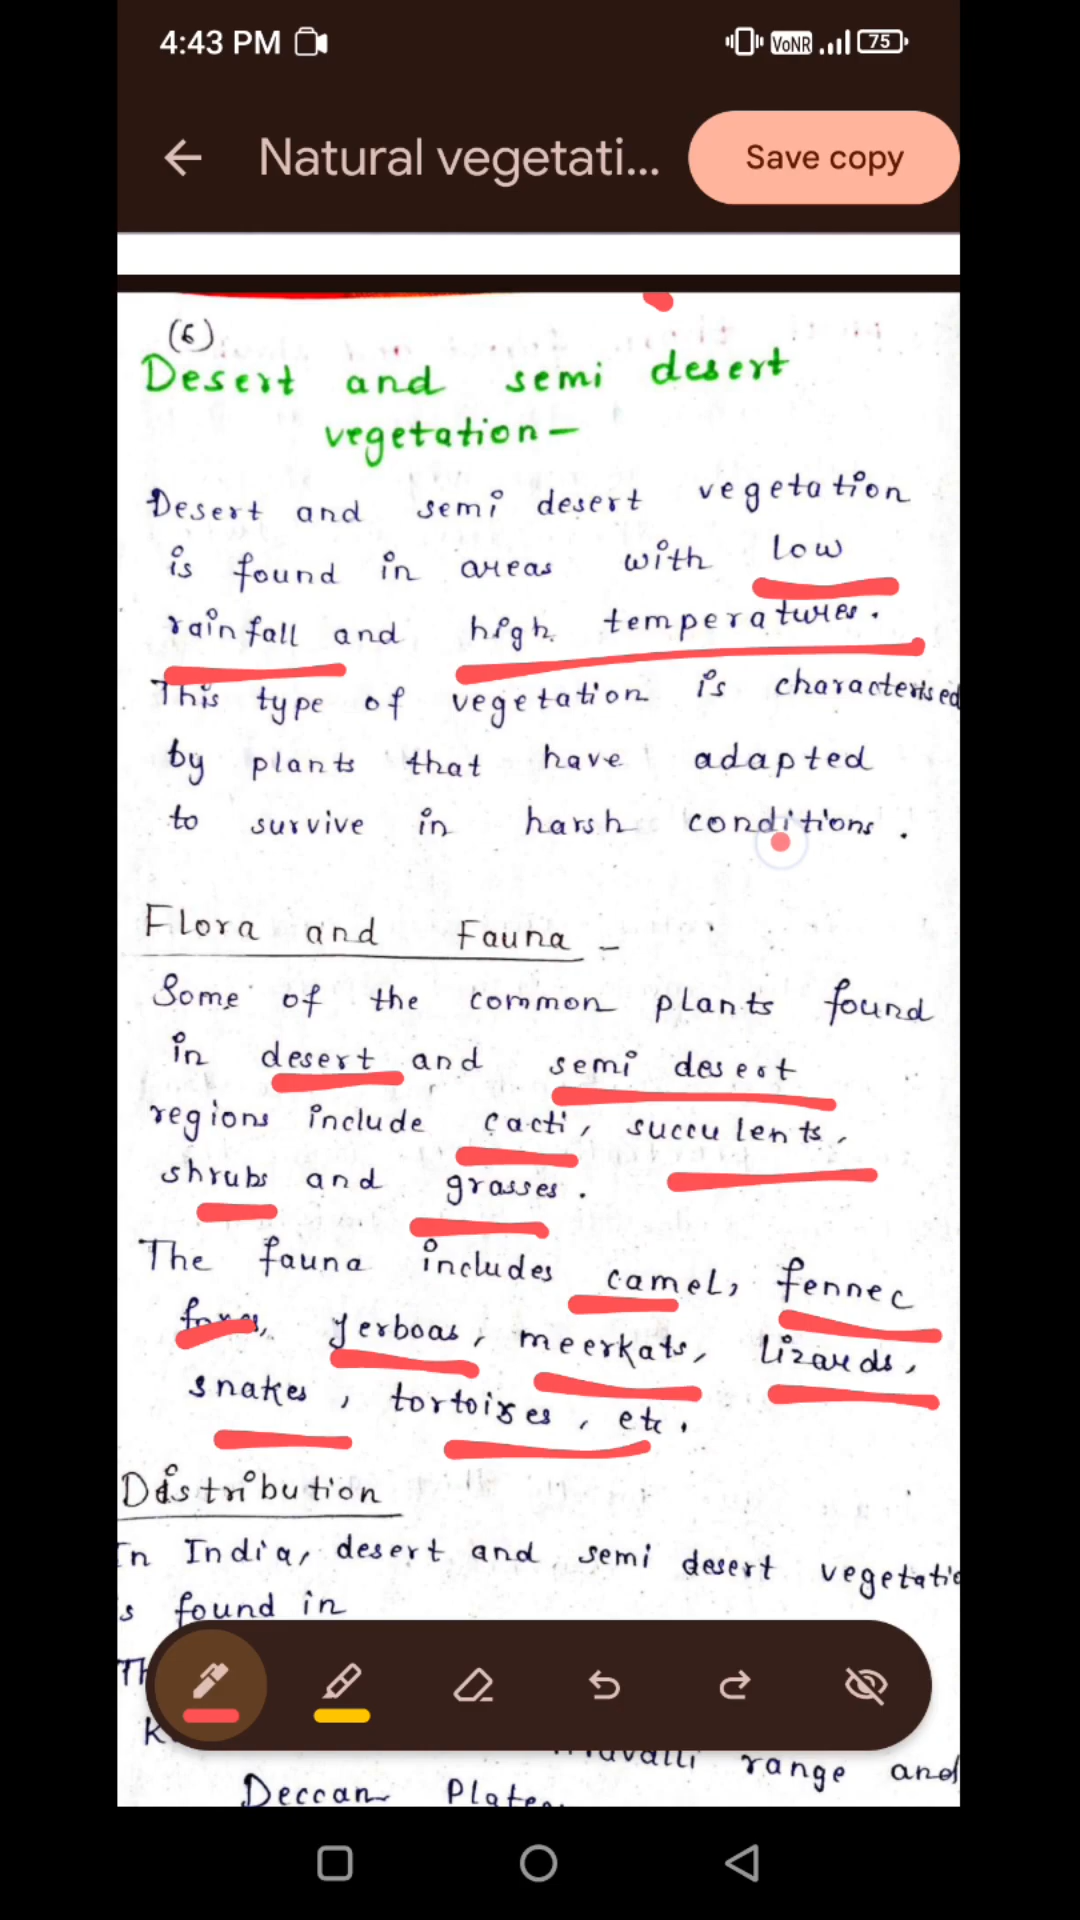 4:43 PM
VoNR
75
Natural vegetati...
Save copy
(6)
Desert and semi desert
vegetation-
Desert and semi desert vegetation
is found in areas with low
rainfall and high temperatures.
This type of vegetation is characterised
by plants that have adapted
to survive in harsh conditions.
Flora and Fauna -
Some of the common plants found
in desert and semi desert
regions include cacti, succulents,
shrubs and grasses.
The fauna includes camel, fennec
Jerboas, meerkats, lizards,
snakes, tortoises, etc.
Distribution
In India, desert and semi desert vegetatio
s found in
Th
K
range and
Deccan